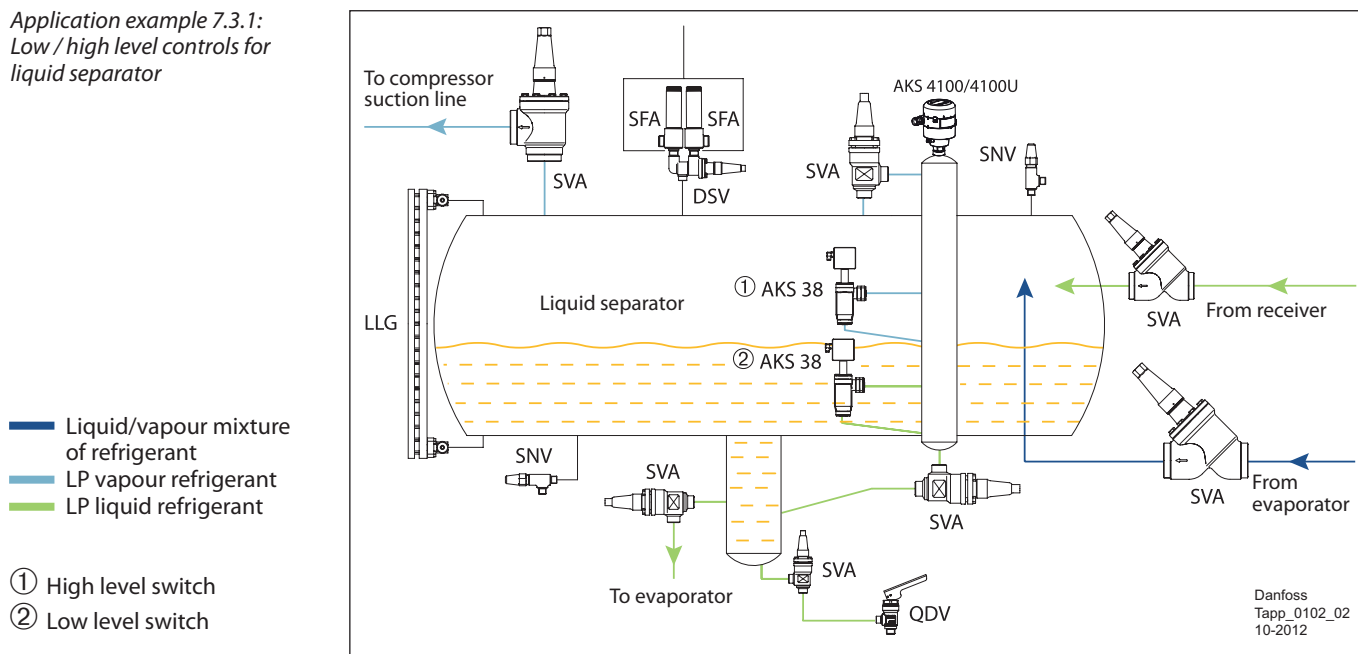 Application example 7.3.1:
Low / high level controls for
liquid separator
To compressor
suction line
SVA
SFA
SFA
DSV
SVA
AKS 4100/4100U
SNV
LLG
Liquid separator
① AKS 38
② AKS 38
SVA
From receiver
SVA
From
evaporator
SNV
SVA
To evaporator
SVA
SVA
QDV
Liquid/vapour mixture
of refrigerant
LP vapour refrigerant
LP liquid refrigerant
① High level switch
② Low level switch
Danfoss
Tapp_0102_02
10-2012